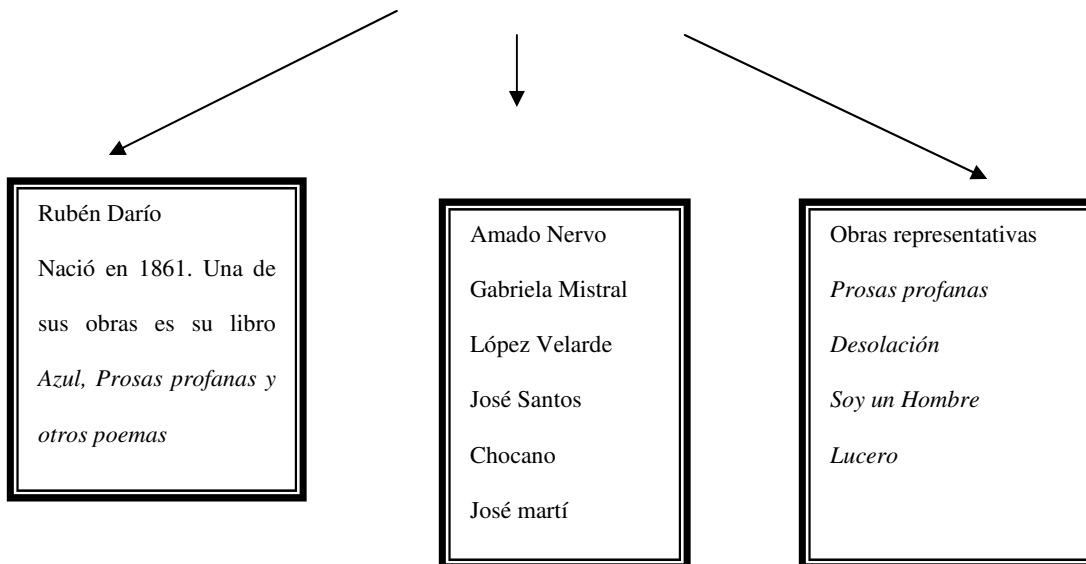 Rubén Darío
Nació en 1861. Una de
sus obras es su libro
Azul, Prosas profanas y
otros poemas
Amado Nervo
Gabriela Mistral
López Velarde
José Santos
Chocano
José martí
Obras representativas
Prosas profanas
Desolación
Soy un Hombre
Lucero